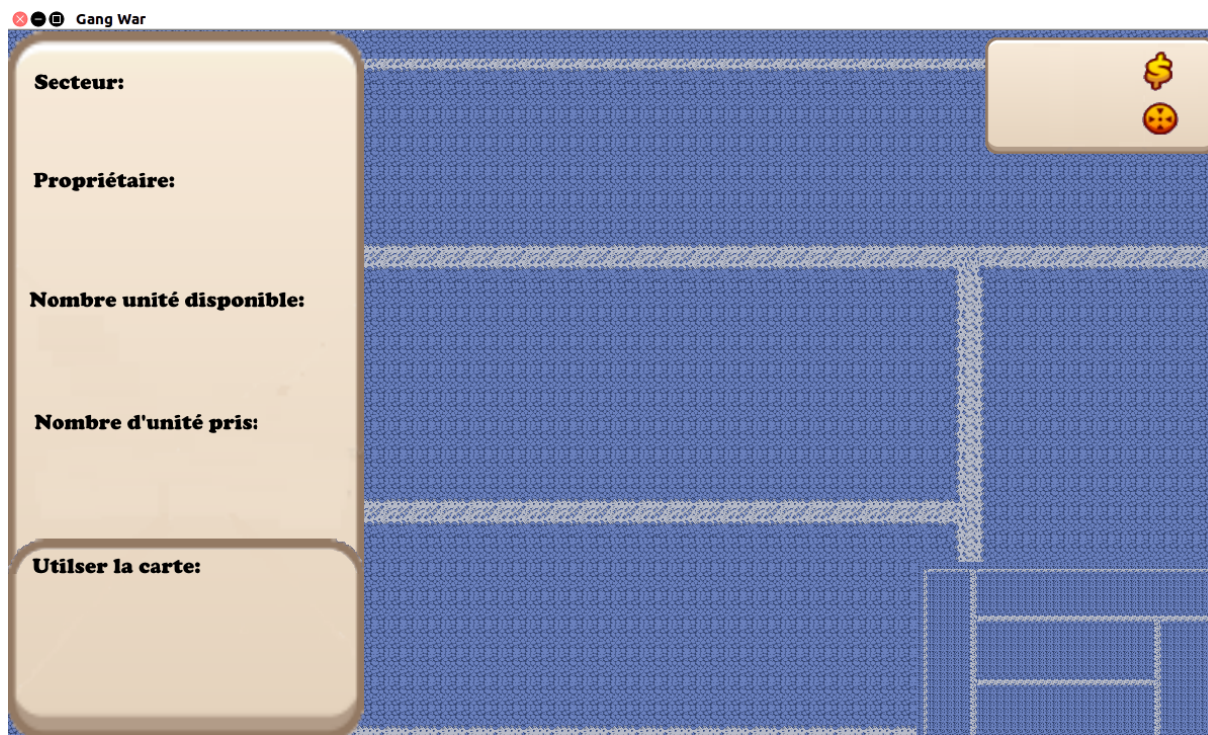 Gang War
Secteur:
Propriétaire:
Nombre unité disponible:
Nombre d'unité pris:
Utilser la carte:
$